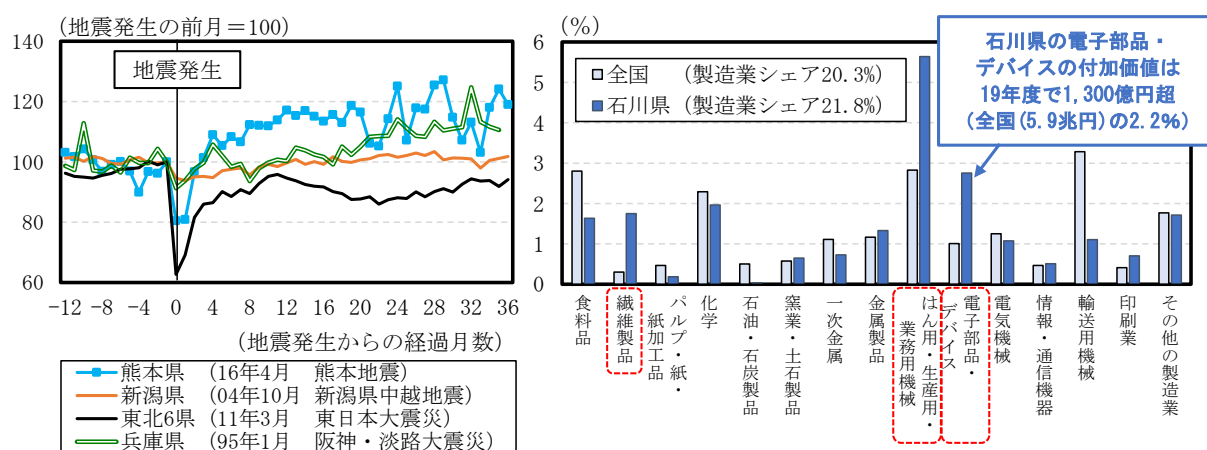 (地震発生の前月＝100)
140
120
100
80
60
地震発生
−12 −8 −4 0 4 8 12 16 20 24 28 32 36
(地震発生からの経過月数)
熊本県 (16年4月 熊本地震)
新潟県 (04年10月 新潟県中越地震)
東北6県 (11年3月 東日本大震災)
兵庫県 (95年1月 阪神・淡路大震災)
(%)
6
5
4
3
2
1
0
全国 (製造業シェア20.3%)
石川県 (製造業シェア21.8%)
石川県の電子部品・
デバイスの付加価値は
19年度で1,300億円超
(全国(5.9兆円)の2.2%)
食料品
繊維製品
パルプ・紙・
紙加工品
化学
石油・石炭製品
窯業・土石製品
一次金属
金属製品
はん用・生産用・
業務用機械
電子部品・
デバイス
電気機械
情報・通信機器
輸送用機械
印刷業
その他の製造業